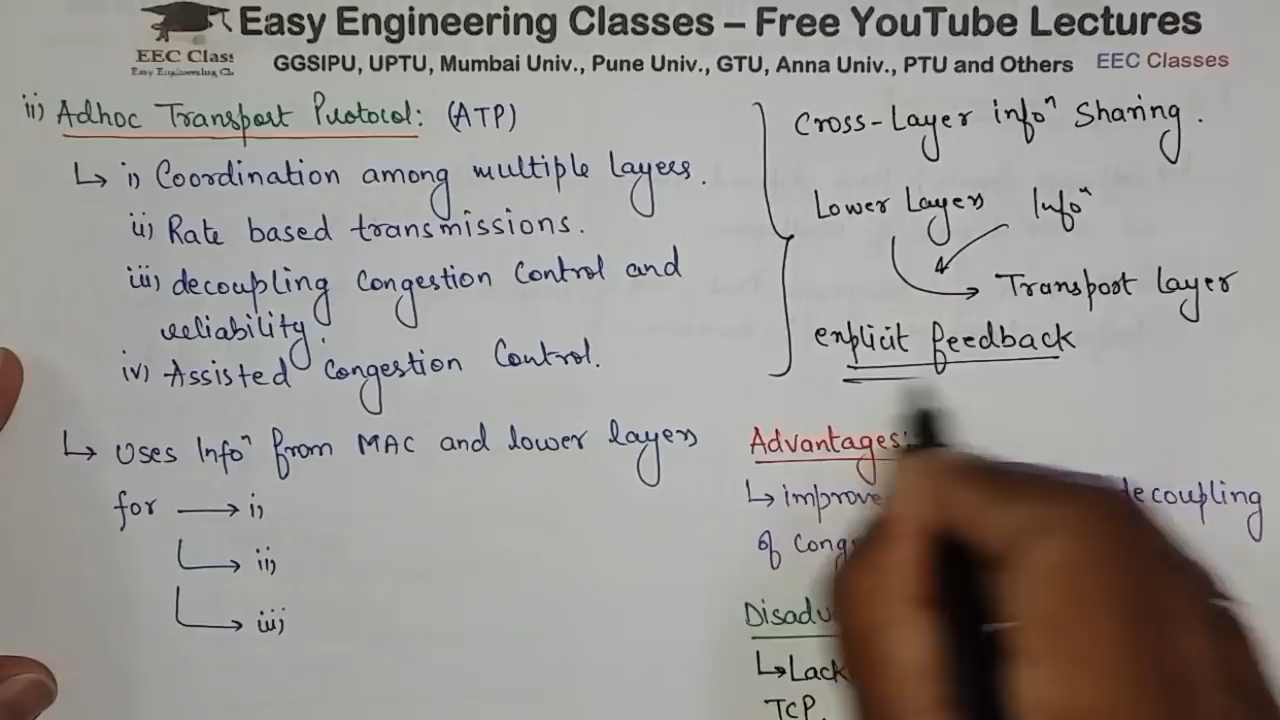 Easy Engineering Classes – Free YouTube Lectures
EEC Class
GGSIPU, UPTU, Mumbai Univ., Pune Univ., GTU, Anna Univ., PTU and Others EEC Classes
ii) Adhoc Transport Protocol: (ATP)
↳ i) Coordination among multiple layers.
ii) Rate based transmissions.
iii) decoupling Congestion Control and
reliability.
iv) Assisted Congestion Control.
↳ Uses Infoⁿ from MAC and lower layers
for → i)
↳ ii)
↳ iii)
Cross-Layer infoⁿ Sharing.
Lower Layers Infoⁿ
→ Transport Layer
explicit feedback
Advantages:
↳ improve decoupling
of Cong
Disadv
↳ Lack
TCP.